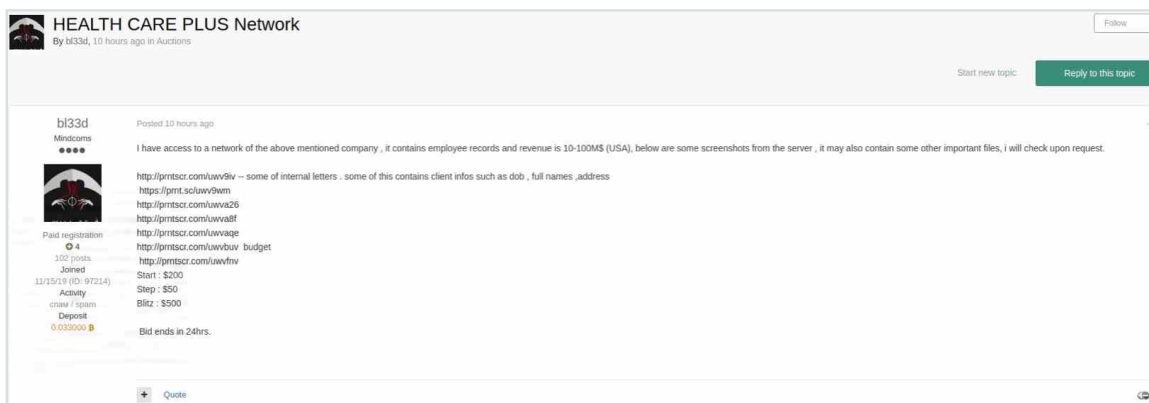 HEALTH CARE PLUS Network
By bl33d, 10 hours ago in Auctions
Follow
Start new topic
Reply to this topic
bl33d
Mindcoms
Paid registration
4
102 posts
Joined
11/15/19 (ID: 97214)
Activity
спам / spam
Deposit
0.033000 ₿
Posted 10 hours ago
I have access to a network of the above mentioned company , it contains employee records and revenue is 10-100M$ (USA), below are some screenshots from the server , it may also contain some other important files, i will check upon request.
http://prntscr.com/uwv9iv -- some of internal letters . some of this contains client infos such as dob , full names ,address
https://prnt.sc/uwv9wm
http://prntscr.com/uwva26
http://prntscr.com/uwva8f
http://prntscr.com/uwvaqe
http://prntscr.com/uwvbuv budget
http://prntscr.com/uwvfnv
Start : $200
Step : $50
Blitz : $500
Bid ends in 24hrs.
+ Quote